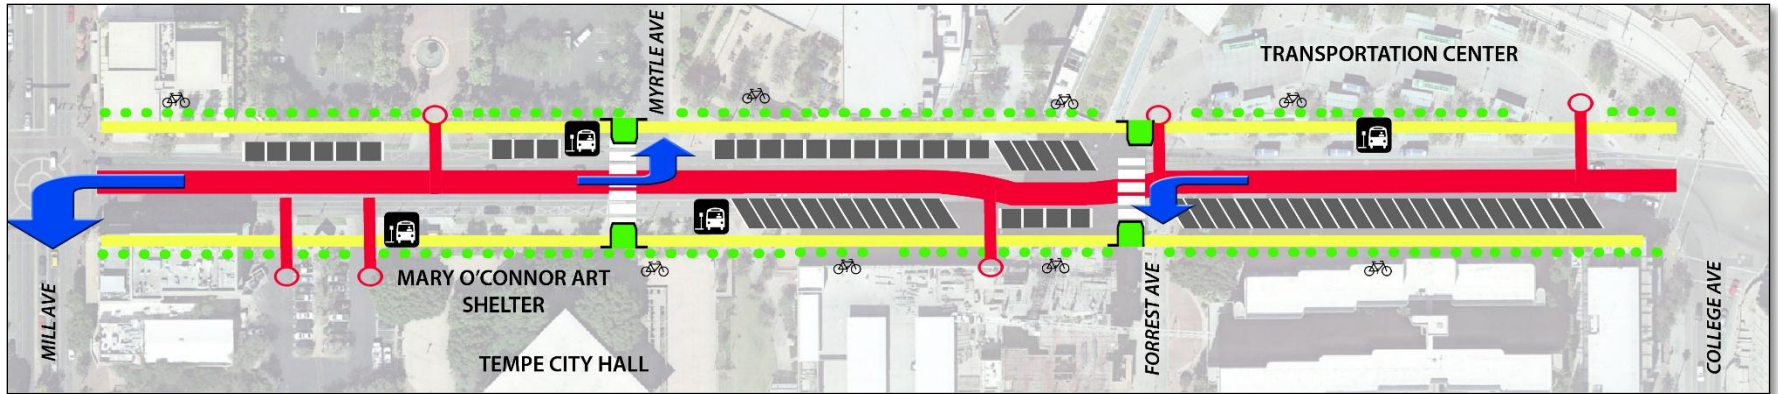 MYRTLE AVE
TRANSPORTATION CENTER
MARY O'CONNOR ART
SHELTER
TEMPE CITY HALL
MILL AVE
FORREST AVE
COLLEGE AVE